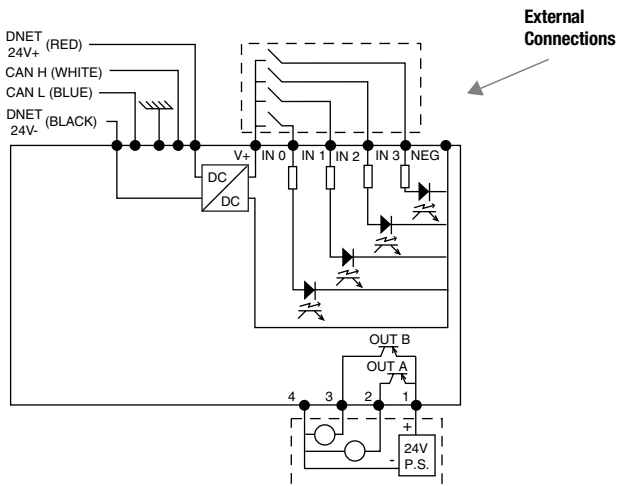 External
Connections
DNET
24V+ (RED)
CAN H (WHITE)
CAN L (BLUE)
DNET
24V- (BLACK)
V+ IN 0 IN 1 IN 2 IN 3 NEG
DC
DC
OUT B
OUT A
4 3 2 1
+
24V
- P.S.